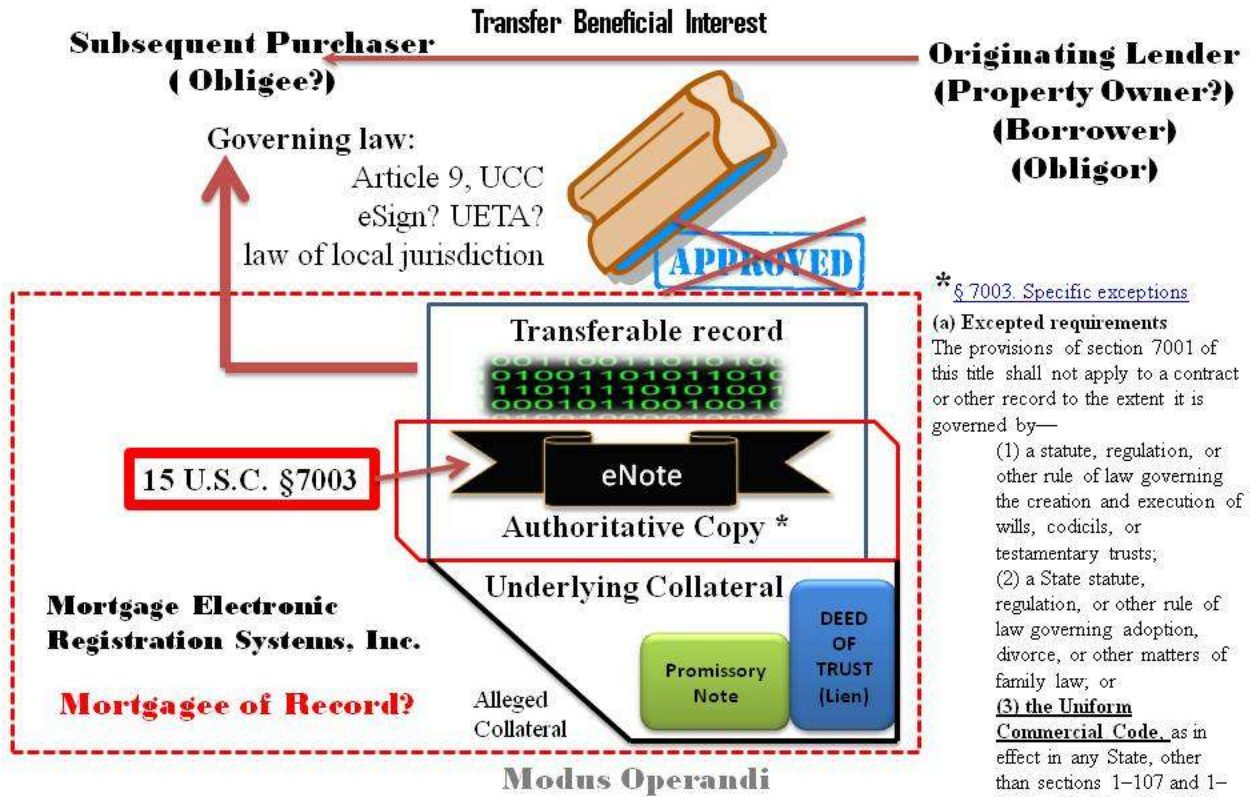 Transfer Beneficial Interest
Subsequent Purchaser
( Obligee?)
Originating Lender
(Property Owner?)
(Borrower)
(Obligor)
Governing law:
Article 9, UCC
eSign? UETA?
law of local jurisdiction
APPROVED
Transferable record
010011010111010
110111101010100
000101100100100
15 U.S.C. §7003
eNote
Authoritative Copy *
Underlying Collateral
Mortgage Electronic
Registration Systems, Inc.
Mortgagee of Record?
Alleged
Collateral
Promissory
Note
DEED
OF
TRUST
(Lien)
Modus Operandi
* § 7003. Specific exceptions
(a) Excepted requirements
The provisions of section 7001 of
this title shall not apply to a contract
or other record to the extent it is
governed by—
(1) a statute, regulation, or
other rule of law governing
the creation and execution of
wills, codicils, or
testamentary trusts;
(2) a State statute,
regulation, or other rule of
law governing adoption,
divorce, or other matters of
family law; or
(3) the Uniform
Commercial Code, as in
effect in any State, other
than sections 1–107 and 1–